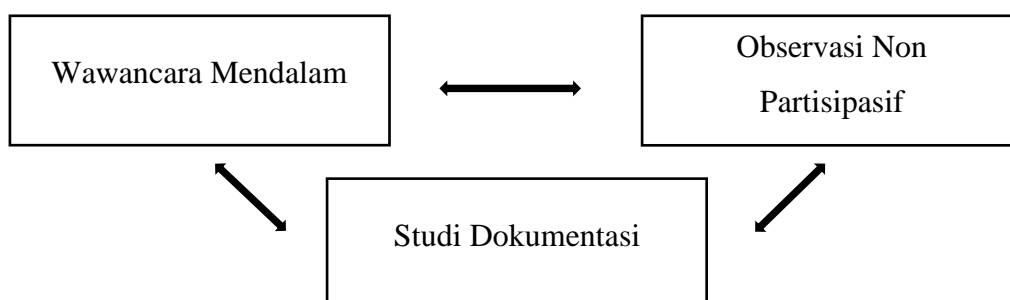 Wawancara Mendalam
Observasi Non
Partisipasif
Studi Dokumentasi